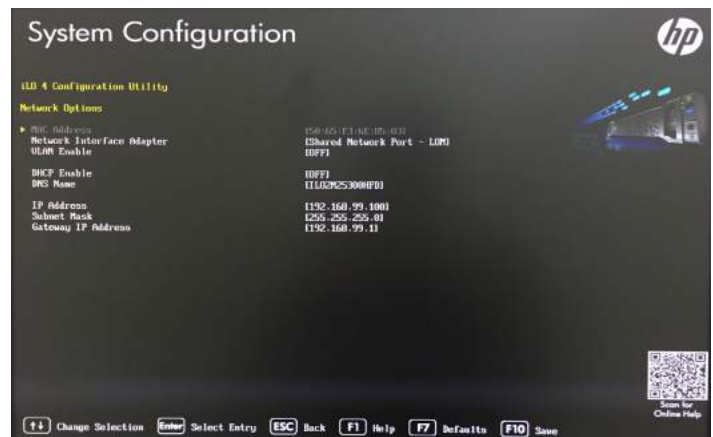 System Configuration
hp
iLO 4 Configuration Utility
Network Options
MAC Address
Network Interface Adapter [Shared Network Port - LOM]
VLAN Enable [OFF]
DHCP Enable [OFF]
DNS Name
IP Address [192.168.99.100]
Subnet Mask [255.255.255.0]
Gateway IP Address [192.168.99.1]
Scan for
Online Help
Change Selection Enter Select Entry ESC Back F1 Help F7 Defaults F10 Save